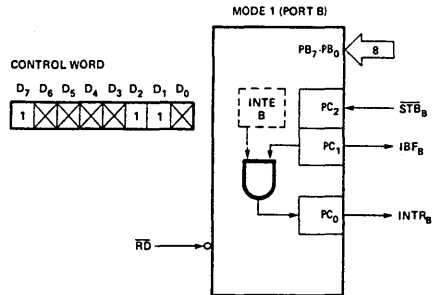 MODE 1 (PORT B)
PB7-PB0
8
CONTROL WORD
D7 D6 D5 D4 D3 D2 D1 D0
1 1 1
INTE
B
PC2
STBB
PC1
IBFB
PC0
INTRB
RD